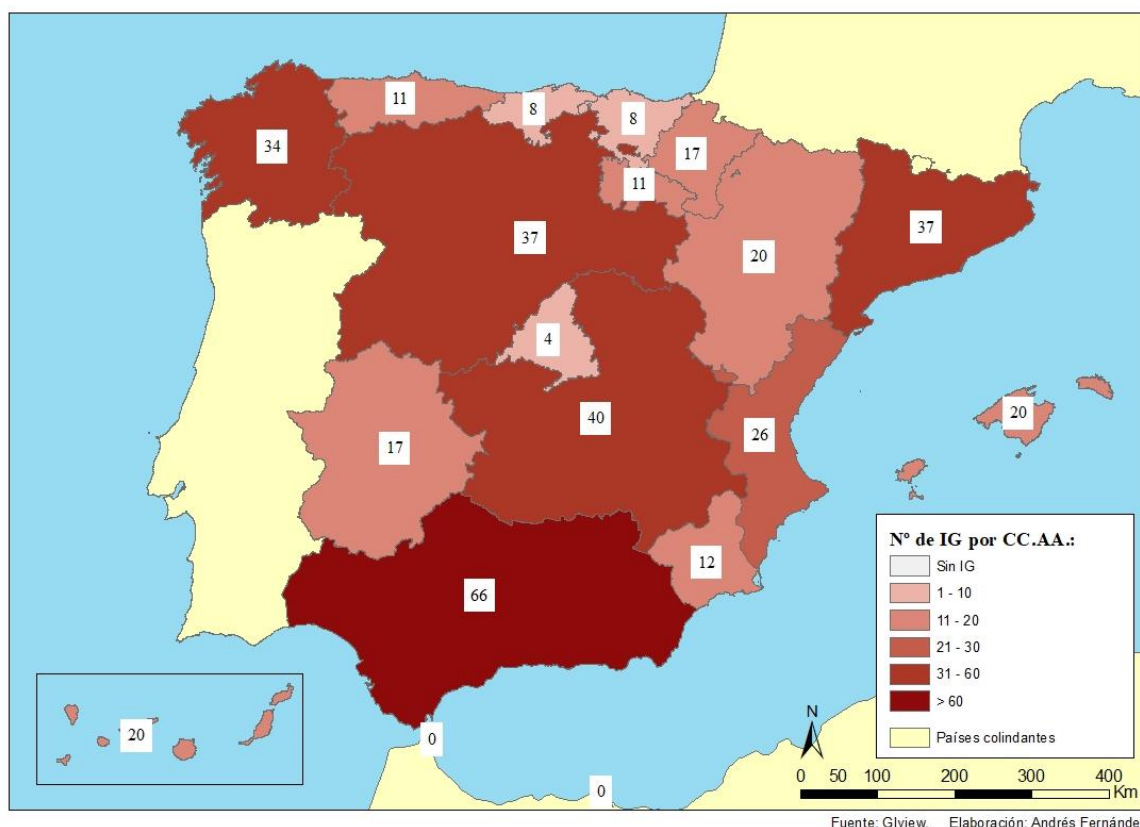 11
8
8
34
17
11
37
37
20
4
40
20
26
17
12
66
20
0
0
Nº de IG por CC.AA.:
Sin IG
1 - 10
11 - 20
21 - 30
31 - 60
> 60
Países colindantes
N
0 50 100 200 300 400
Km
Fuente: GIview. Elaboración: Andrés Fernánde